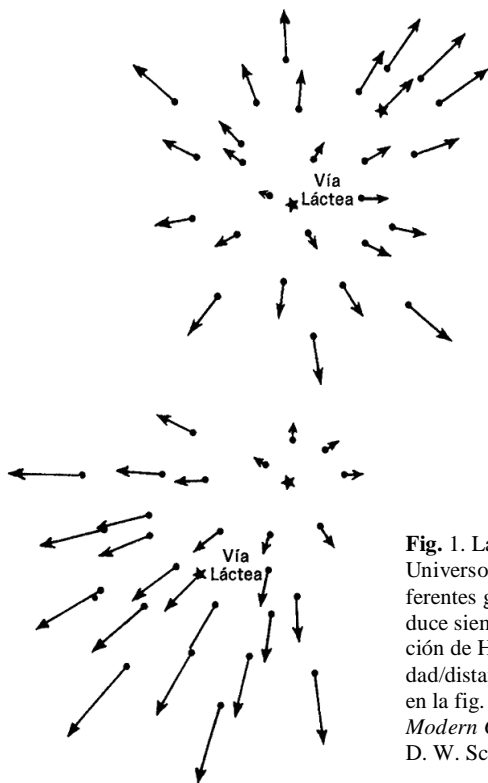 Vía
Láctea
Vía
Láctea
Fig. 1. La
Universo
ferentes g
duce sien
ción de H
dad/distan
en la fig.
Modern C
D. W. Sc